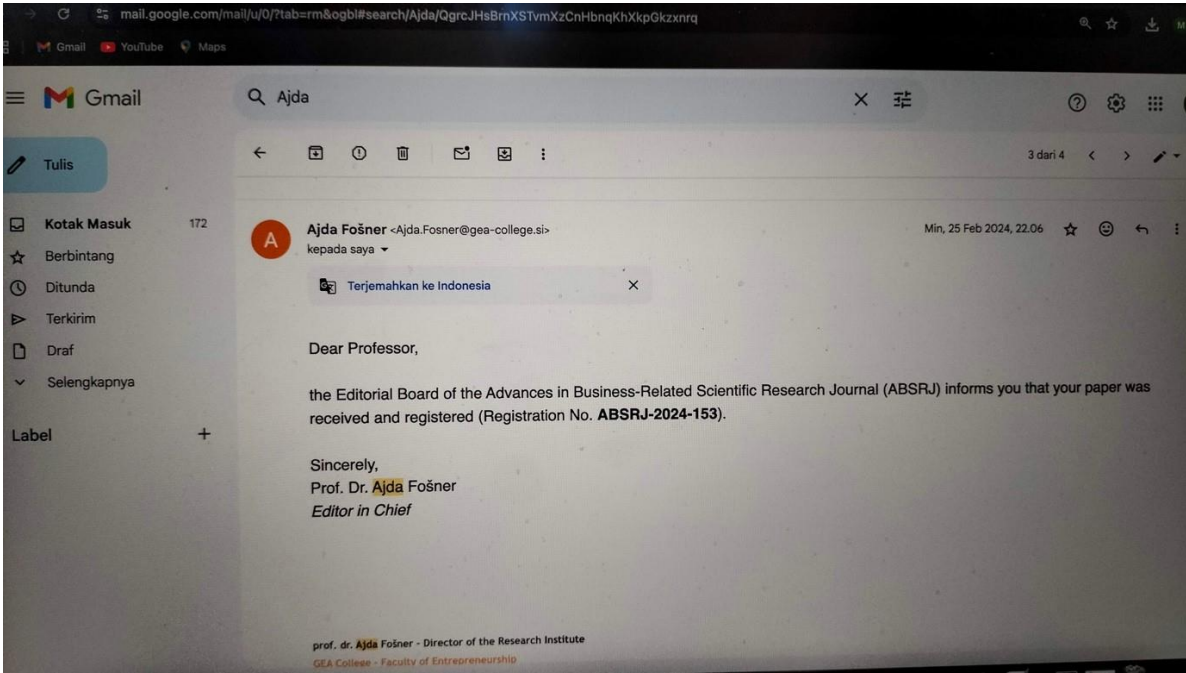 mail.google.com/mail/u/0/?tab=rm&ogbl#search/Ajda/QgrcJHsBrnXSTvmXzCnHbnqKhXkpGkzxnrq
Gmail YouTube Maps
Gmail
Ajda
Tulis
3 dari 4
Kotak Masuk 172
Berbintang
Ditunda
Terkirim
Draf
Selengkapnya
Label +
Ajda Fošner <Ajda.Fosner@gea-college.si>
Min, 25 Feb 2024, 22.06
kepada saya
Terjemahkan ke Indonesia
Dear Professor,
the Editorial Board of the Advances in Business-Related Scientific Research Journal (ABSRJ) informs you that your paper was
received and registered (Registration No. ABSRJ-2024-153).
Sincerely,
Prof. Dr. Ajda Fošner
Editor in Chief
prof. dr. Ajda Fošner - Director of the Research Institute
GEA College - Faculty of Entrepreneurship